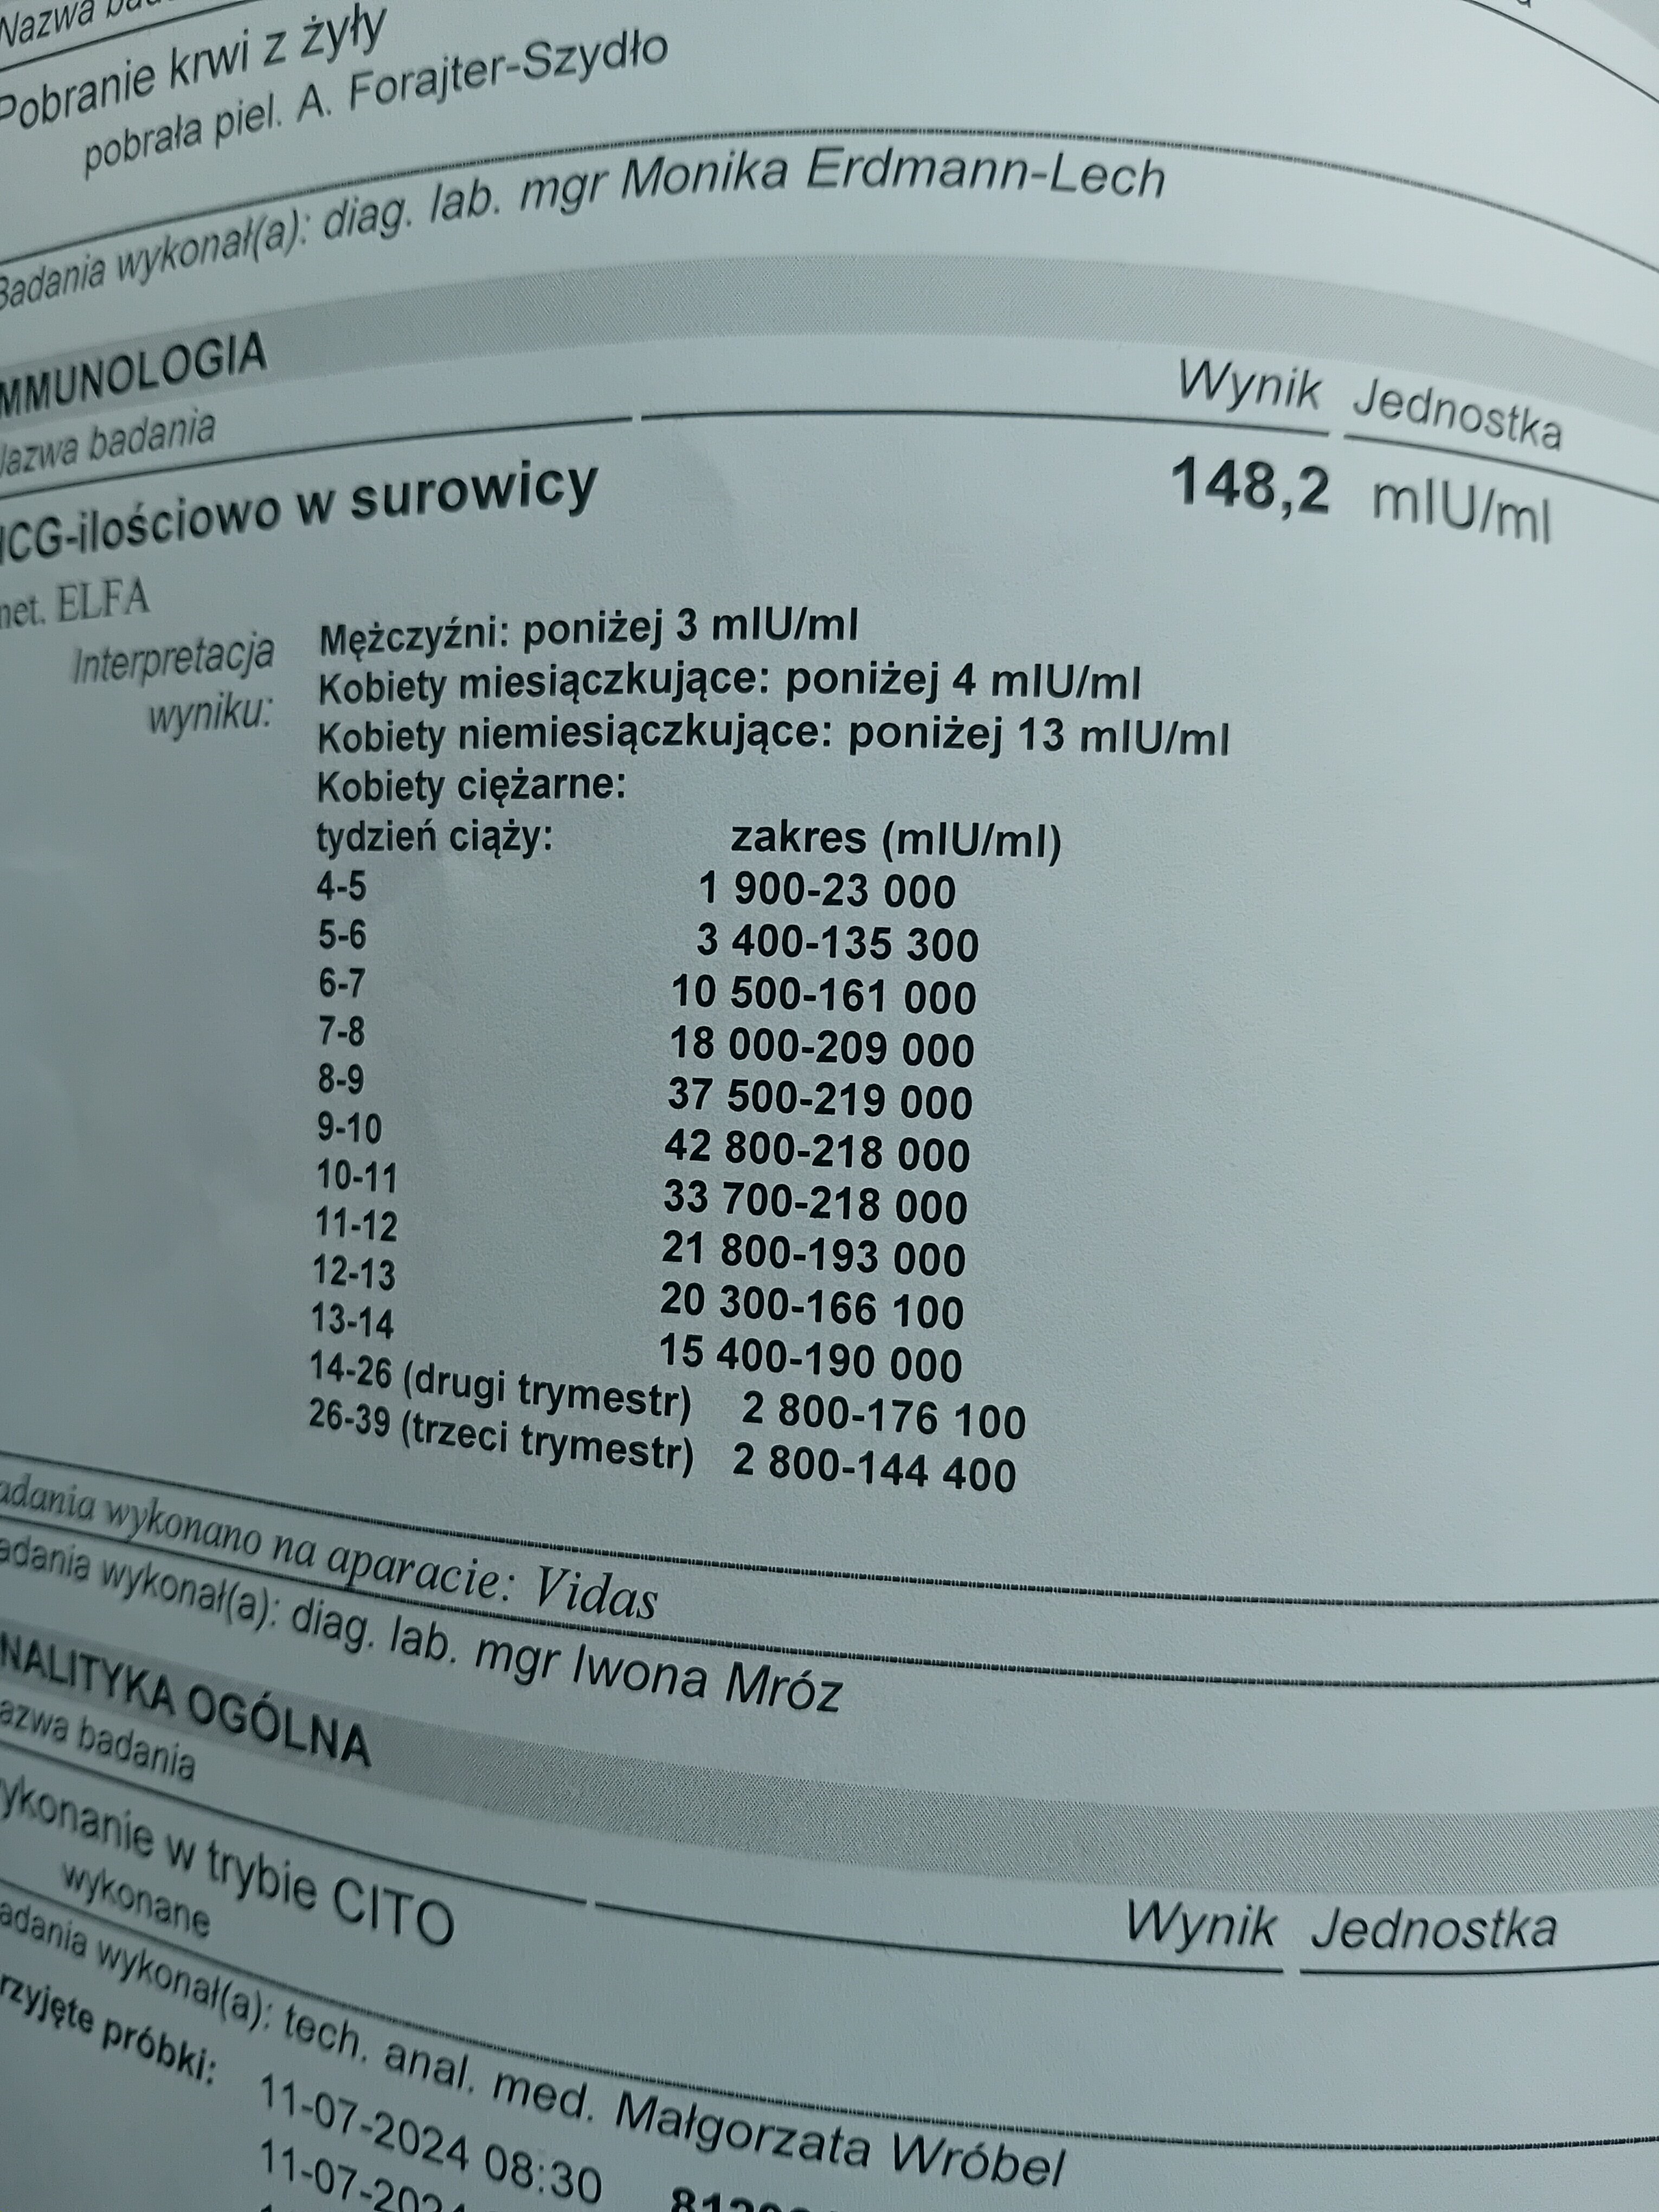 Nazwa
Pobranie krwi z żyły
pobrała piel. A. Forajter-Szydło
Badania wykonał(a): diag. lab. mgr Monika Erdmann-Lech
MMUNOLOGIA
Nazwa badania Wynik Jednostka
HCG-ilościowo w surowicy 148,2 mIU/ml
met. ELFA
Interpretacja wyniku: Mężczyźni: poniżej 3 mIU/ml
Kobiety miesiączkujące: poniżej 4 mIU/ml
Kobiety niemiesiączkujące: poniżej 13 mIU/ml
Kobiety ciężarne:
tydzień ciąży: zakres (mIU/ml)
4-5 1 900-23 000
5-6 3 400-135 300
6-7 10 500-161 000
7-8 18 000-209 000
8-9 37 500-219 000
9-10 42 800-218 000
10-11 33 700-218 000
11-12 21 800-193 000
12-13 20 300-166 100
13-14 15 400-190 000
14-26 (drugi trymestr) 2 800-176 100
26-39 (trzeci trymestr) 2 800-144 400
adania wykonano na aparacie: Vidas
adania wykonał(a): diag. lab. mgr Iwona Mróz
NALITYKA OGÓLNA
azwa badania Wynik Jednostka
ykonanie w trybie CITO
wykonane
adania wykonał(a): tech. anal. med. Małgorzata Wróbel
rzyjęte próbki: 11-07-2024 08:30
11-07-202